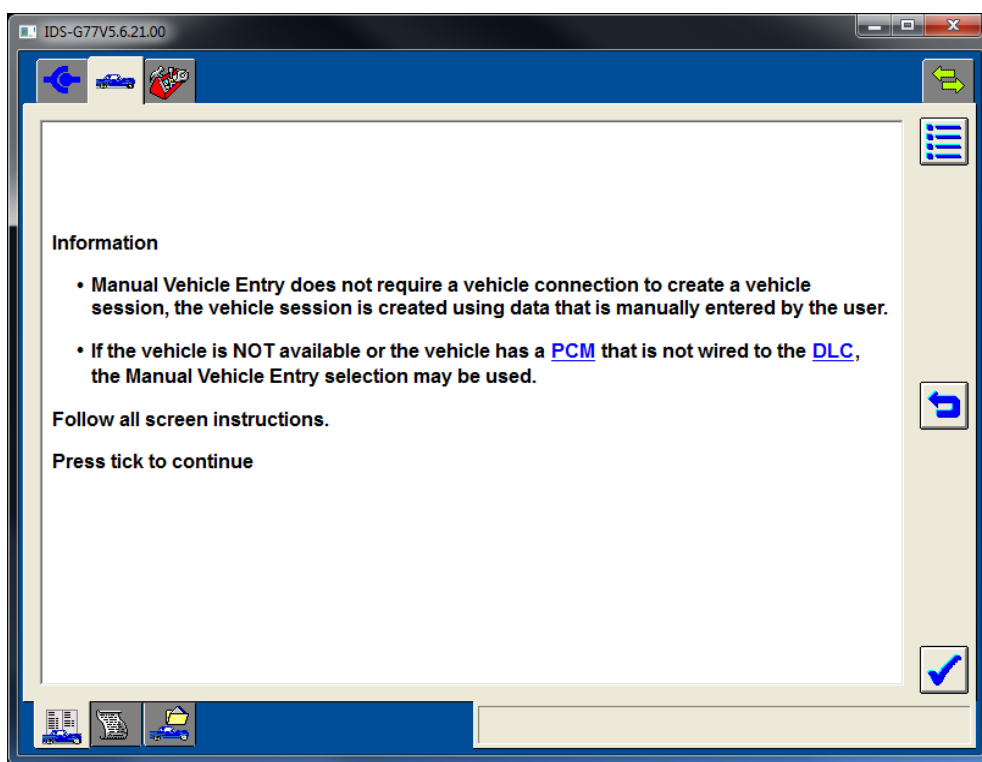 IDS-G77V5.6.21.00
Information
• Manual Vehicle Entry does not require a vehicle connection to create a vehicle
session, the vehicle session is created using data that is manually entered by the user.
• If the vehicle is NOT available or the vehicle has a PCM that is not wired to the DLC,
the Manual Vehicle Entry selection may be used.
Follow all screen instructions.
Press tick to continue